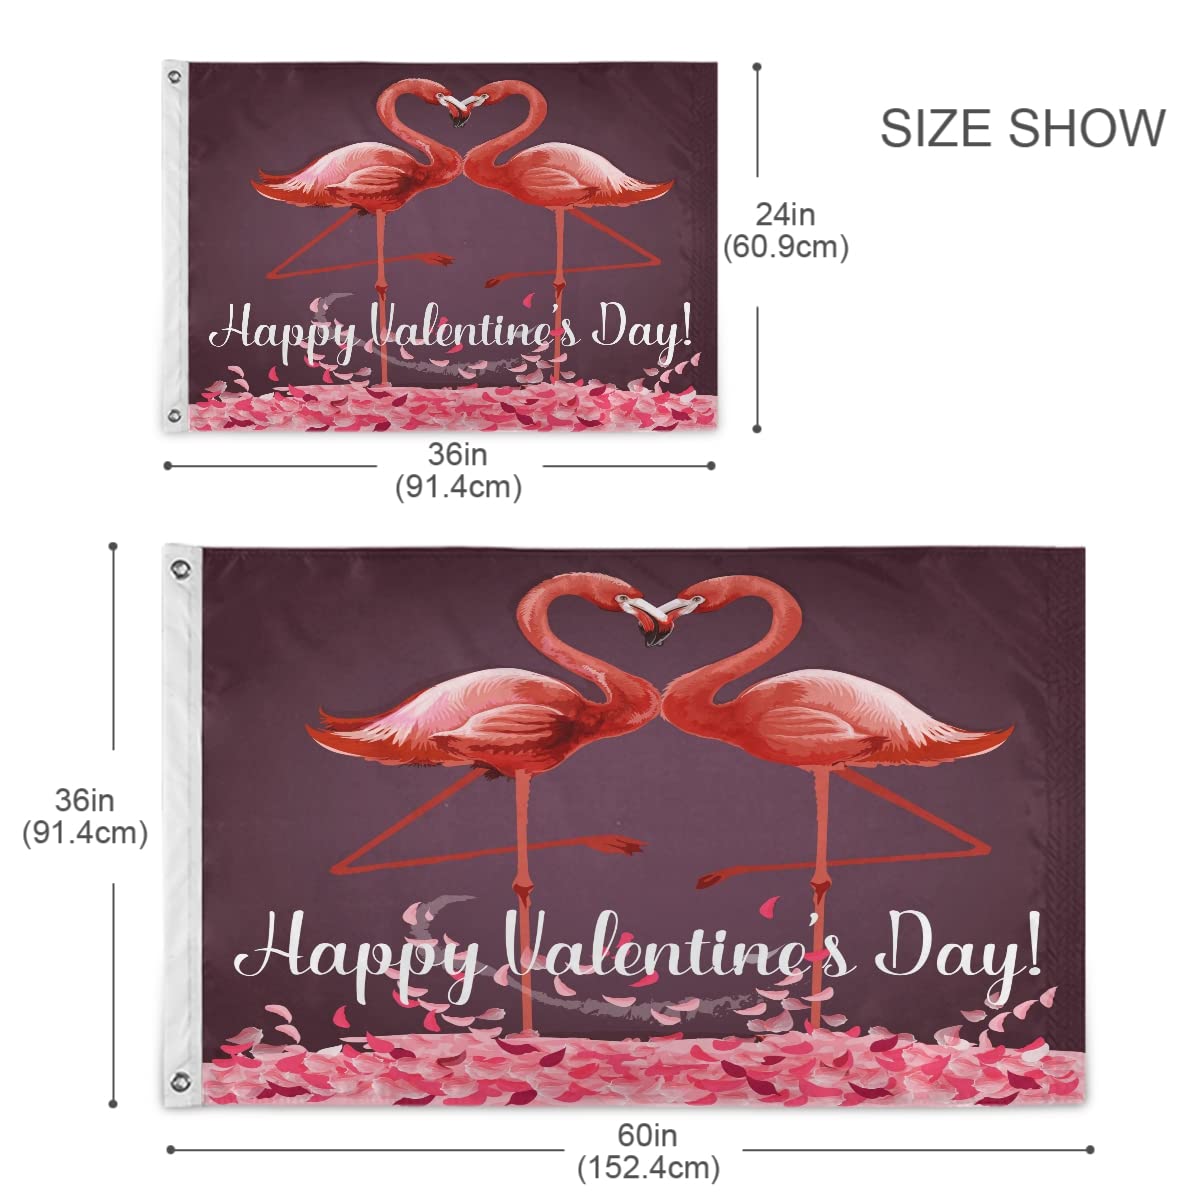 SIZE SHOW
Happy Valentine's Day!
24in
(60.9cm)
36in
(91.4cm)
36in
(91.4cm)
Happy Valentine's Day!
60in
(152.4cm)